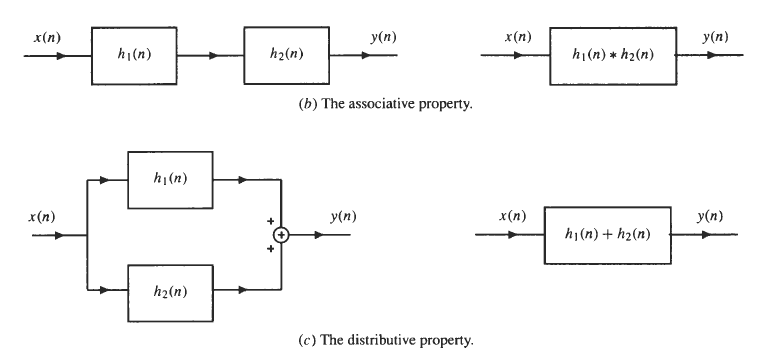 x(n) h₁(n) h₂(n) y(n) x(n) h₁(n) ∗ h₂(n) y(n)
(b) The associative property.
h₁(n)
x(n) + + y(n) x(n) h₁(n) + h₂(n) y(n)
+
h₂(n)
(c) The distributive property.